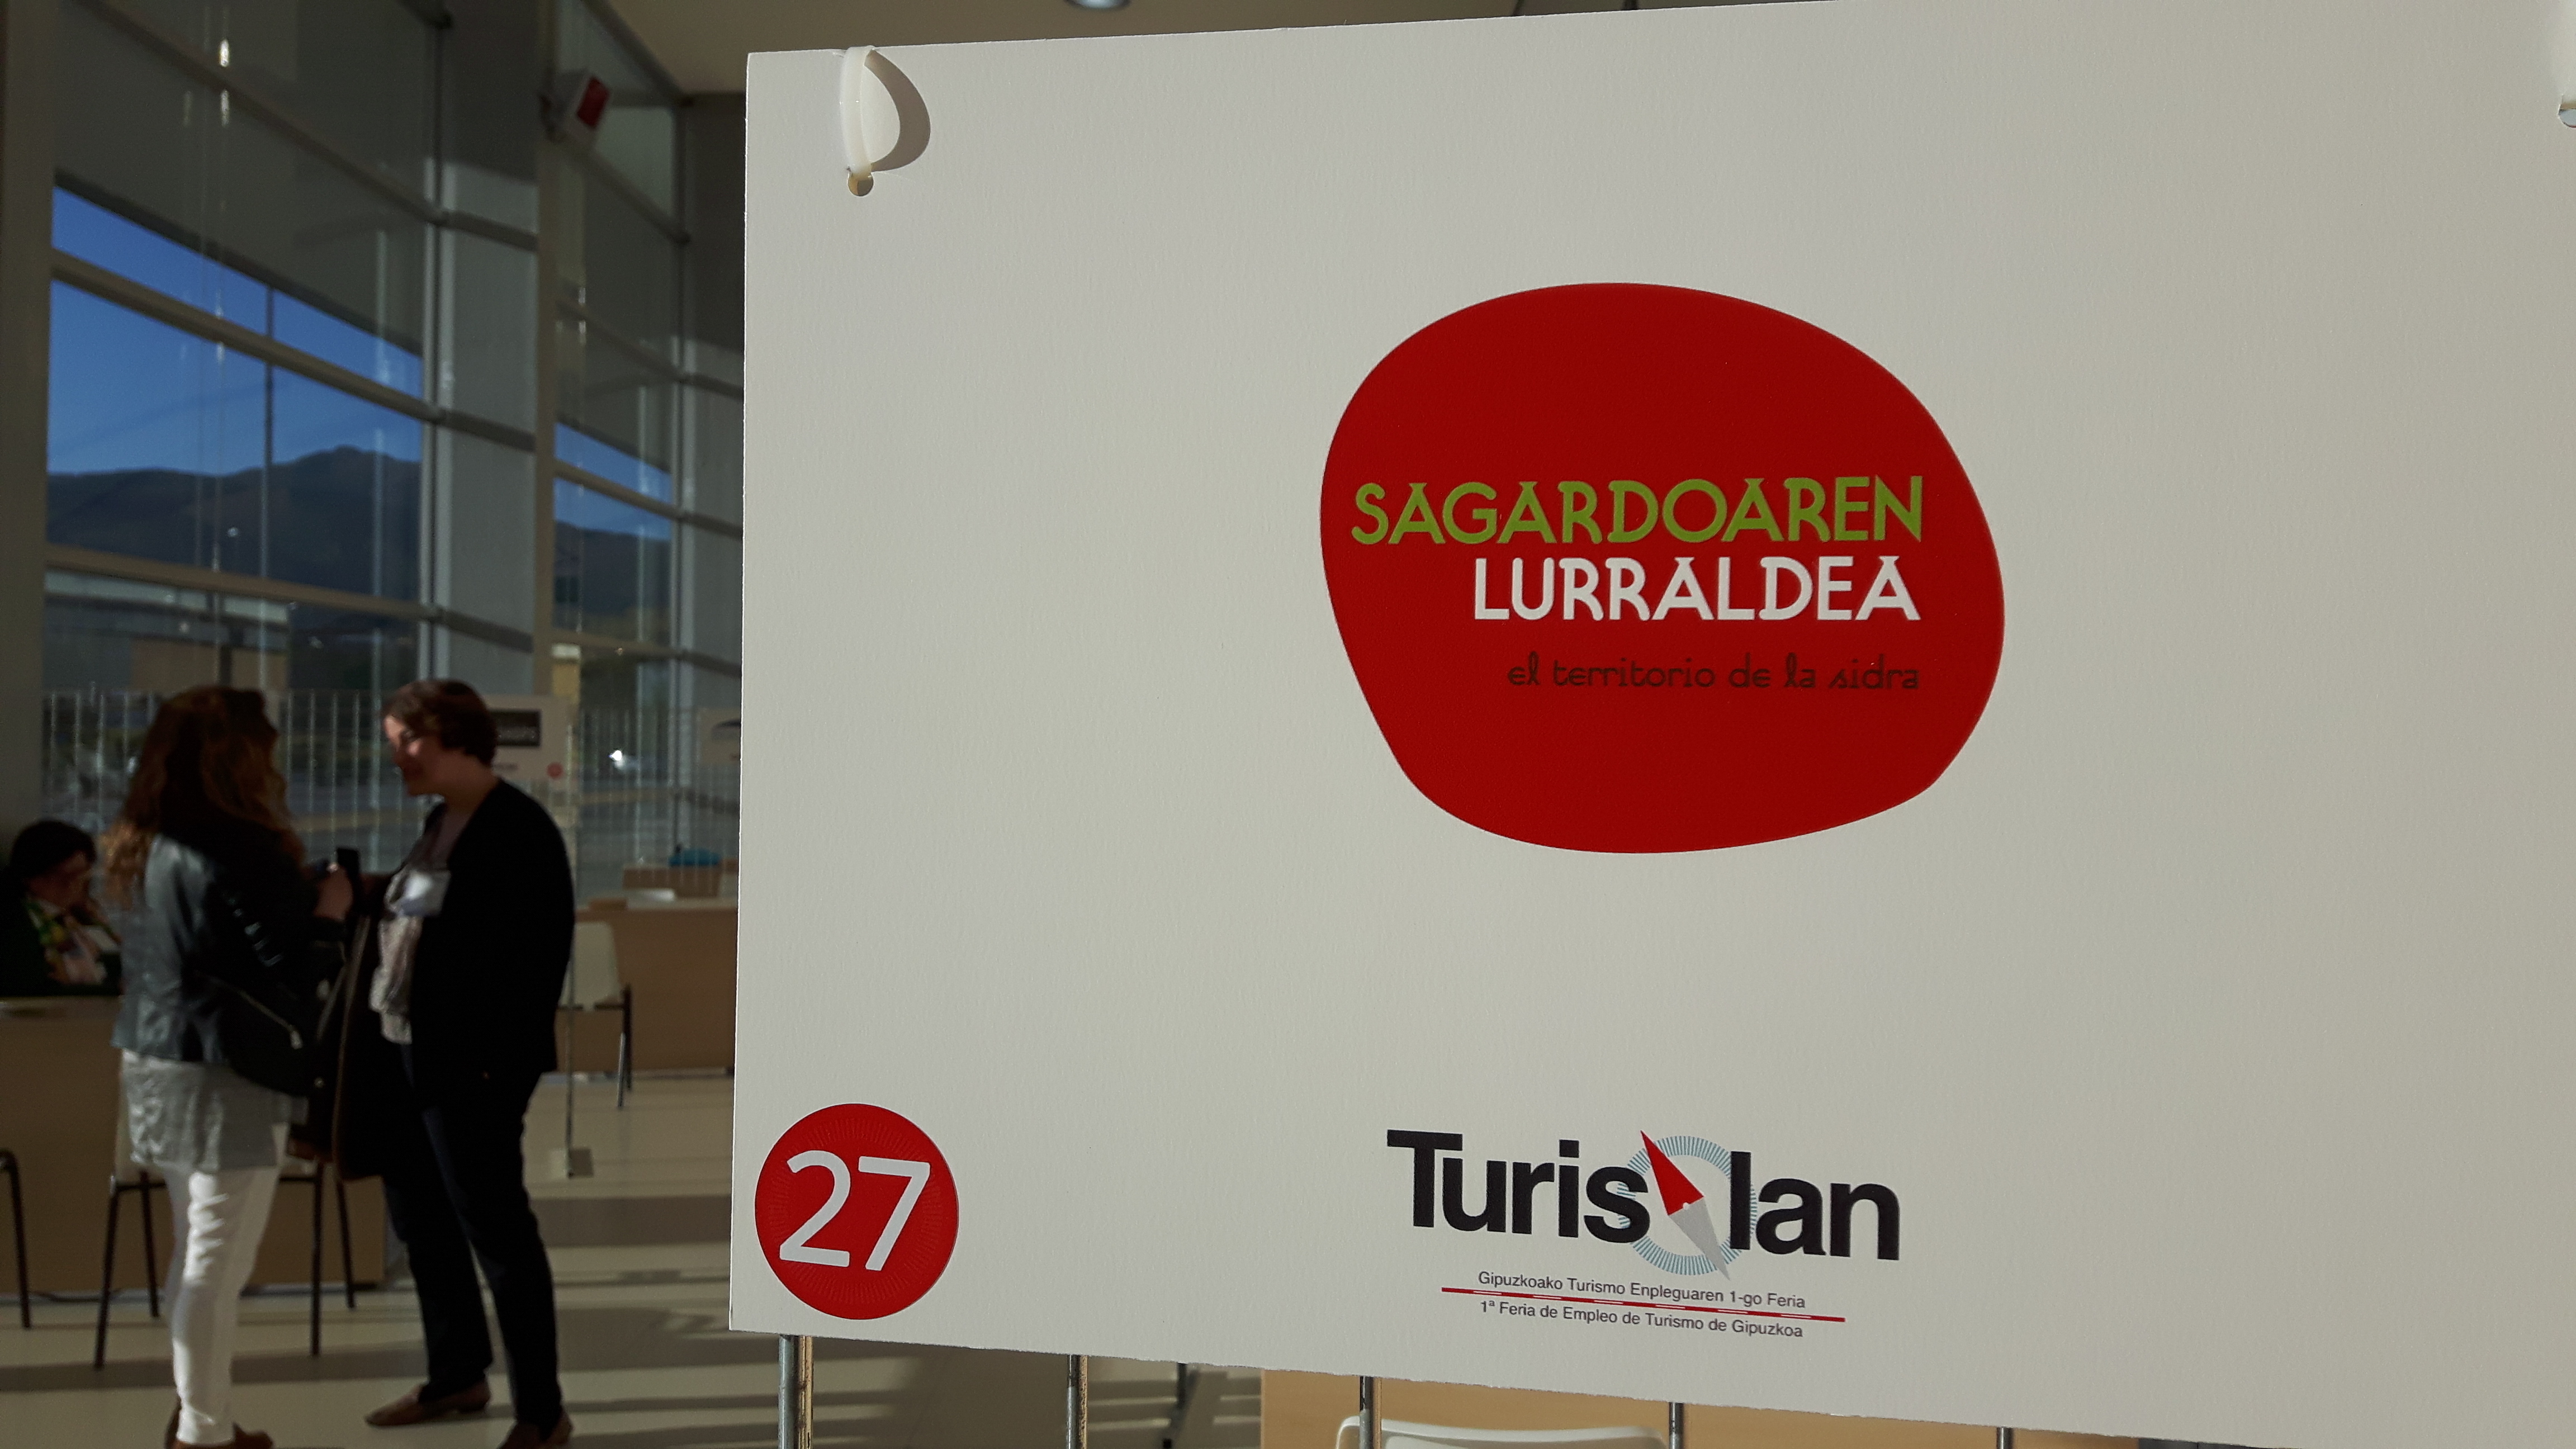 SAGARDOAREN
LURRALDEA
el territorio de la sidra
27
Turislan
Gipuzkoako Turismo Enpleguaren 1-go Feria
1ª Feria de Empleo de Turismo de Gipuzkoa